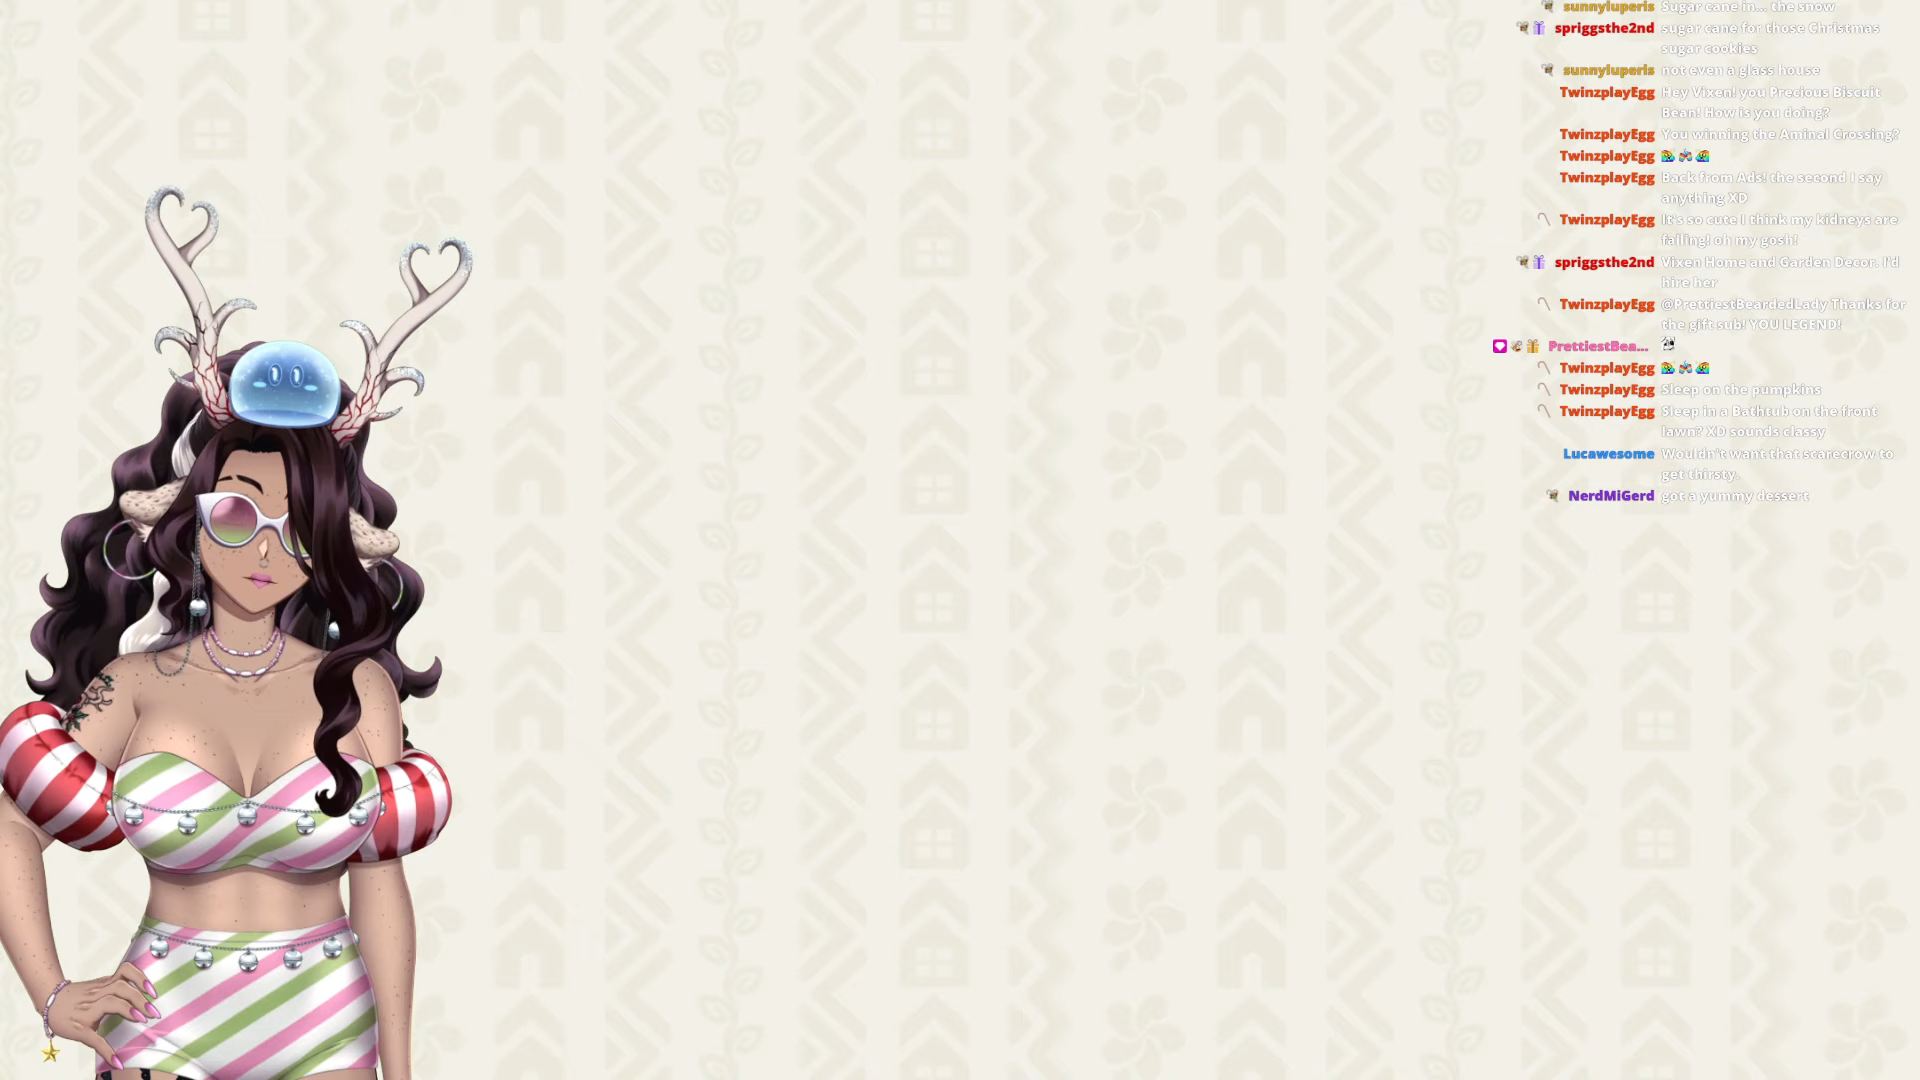 sunnyluperis Sugar cane in... the snow
spriggsthe2nd sugar cane for those Christmas
sugar cookies
sunnyluperis not even a glass house
TwinzplayEgg Hey Vixen! you Precious Biscuit
Bean! How is you doing?
TwinzplayEgg You winning the Aminal Crossing?
TwinzplayEgg
TwinzplayEgg Back from Ads! the second I say
anything XD
TwinzplayEgg It's so cute I think my kidneys are
failing! oh my gosh!
spriggsthe2nd Vixen Home and Garden Decor. I'd
hire her
TwinzplayEgg @PrettiestBeardedLady Thanks for
the gift sub! YOU LEGEND!
PrettiestBea...
TwinzplayEgg
TwinzplayEgg Sleep on the pumpkins
TwinzplayEgg Sleep in a Bathtub on the front
lawn? XD sounds classy
Lucawesome Wouldn't want that scarecrow to
get thirsty.
NerdMiGerd got a yummy dessert